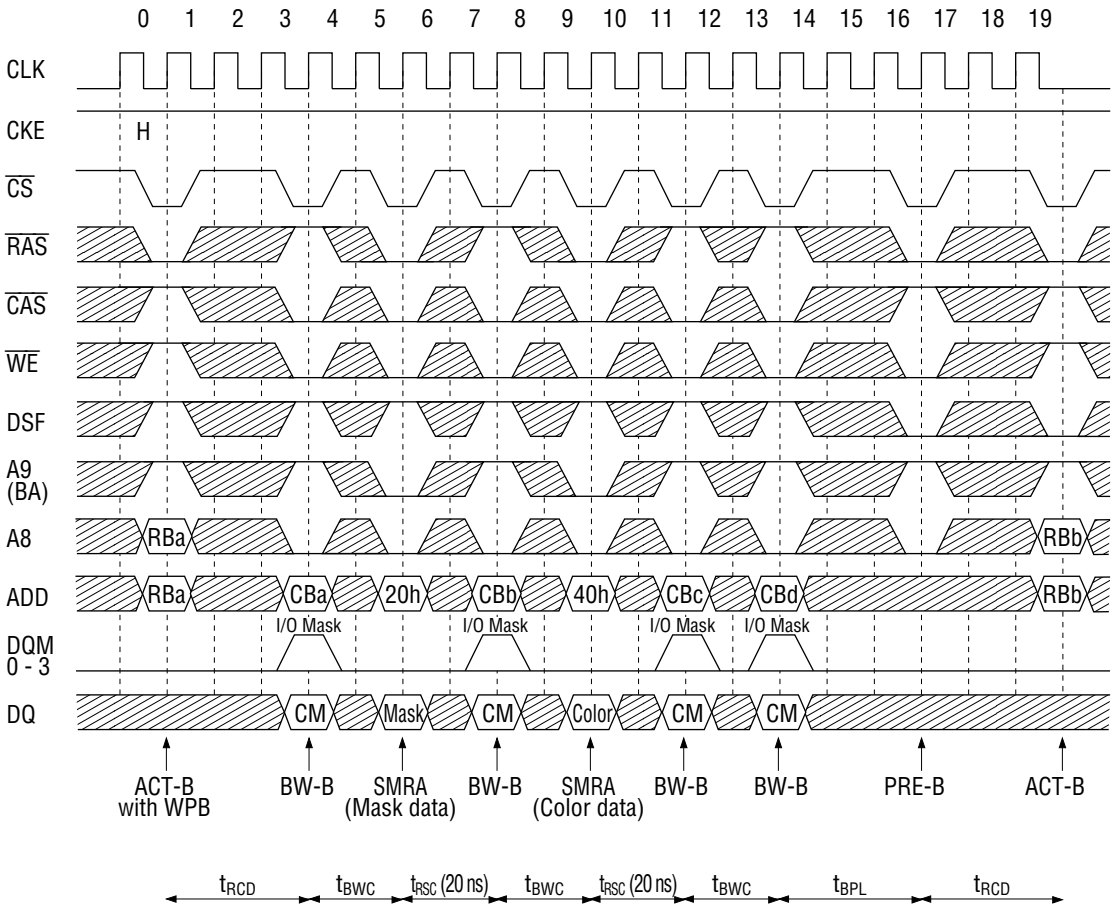 0 1 2 3 4 5 6 7 8 9 10 11 12 13 14 15 16 17 18 19
CLK
CKE H
CS
RAS
CAS
WE
DSF
A9
(BA)
A8 RBa RBb
ADD RBa CBa 20h CBb 40h CBc CBd RBb
I/O Mask I/O Mask I/O Mask I/O Mask
DQM
0 - 3
DQ CM Mask CM Color CM CM
ACT-B BW-B SMRA BW-B SMRA BW-B BW-B PRE-B ACT-B
with WPB (Mask data) (Color data)
tRCD tBWC tRSC (20 ns) tBWC tRSC (20 ns) tBWC tBPL tRCD